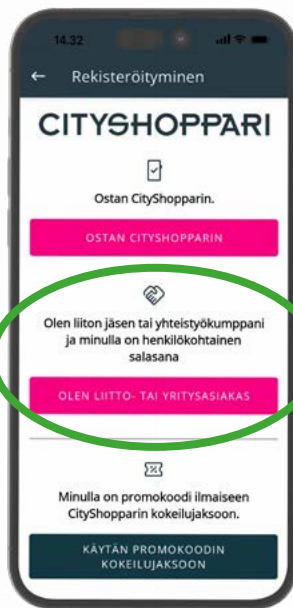 14.32
← Rekisteröityminen
CITYSHOPPARI
Ostan CityShopparin.
OSTAN CITYSHOPPARIN
Olen liiton jäsen tai yhteistyökumppani
ja minulla on henkilökohtainen
salasana
OLEN LIITTO- TAI YRITYSASIAKAS
Minulla on promokoodi ilmaiseen
CityShopparin kokeilujaksoon.
KÄYTÄN PROMOKOODIN
KOKEILUJAKSOON